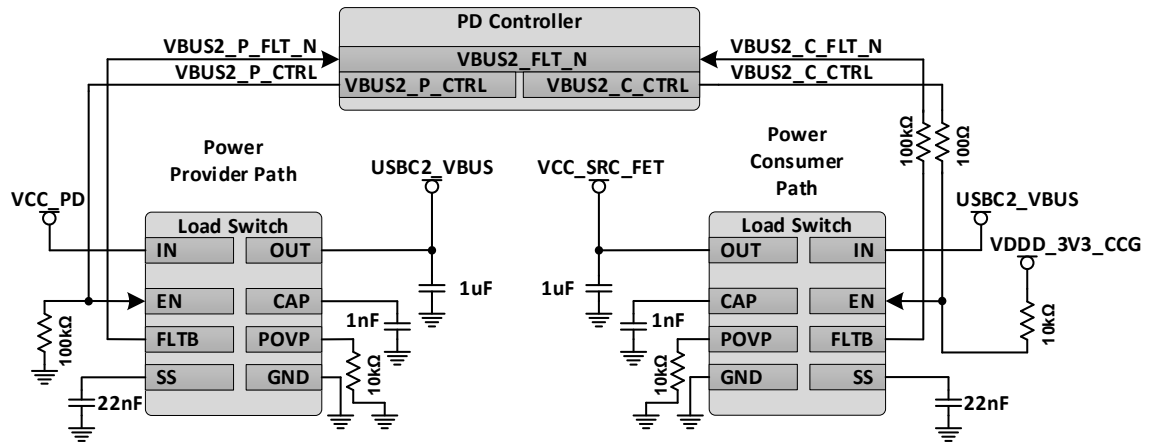 PD Controller
VBUS2_P_FLT_N
VBUS2_FLT_N
VBUS2_C_FLT_N
VBUS2_P_CTRL
VBUS2_P_CTRL
VBUS2_C_CTRL
VBUS2_C_CTRL
100kΩ
100Ω
Power
Provider Path
USBC2_VBUS
VCC_SRC_FET
Power
Consumer
Path
VCC_PD
USBC2_VBUS
Load Switch
IN
OUT
EN
CAP
FLTB
POVP
SS
GND
100kΩ
22nF
1uF
1nF
10kΩ
Load Switch
OUT
IN
CAP
EN
POVP
FLTB
GND
SS
1uF
1nF
10kΩ
VDDD_3V3_CCG
10kΩ
22nF